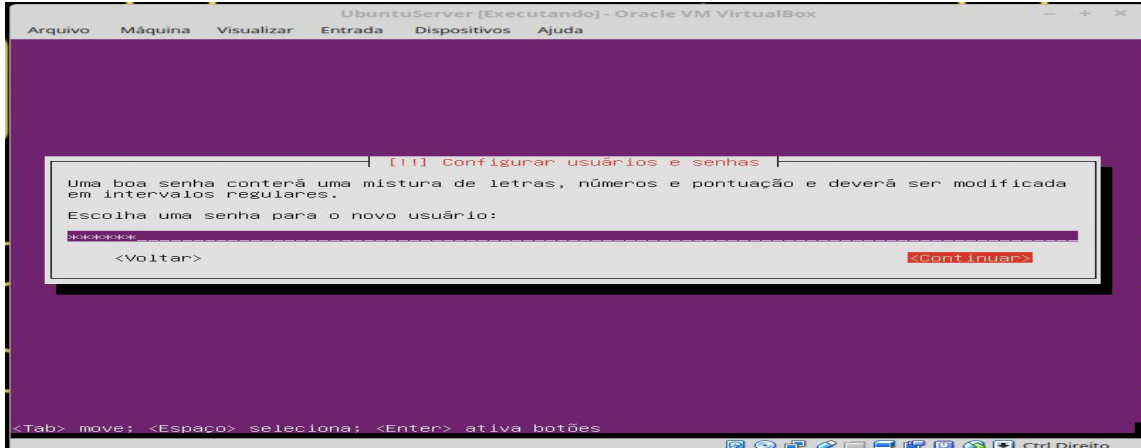 UbuntuServer [Executando] - Oracle VM VirtualBox
Arquivo Máquina Visualizar Entrada Dispositivos Ajuda
[!!] Configurar usuários e senhas
Uma boa senha conterá uma mistura de letras, números e pontuação e deverá ser modificada
em intervalos regulares.
Escolha uma senha para o novo usuário:
*******
<Voltar> <Continuar>
<Tab> move; <Espaço> seleciona; <Enter> ativa botões
Ctrl Direito